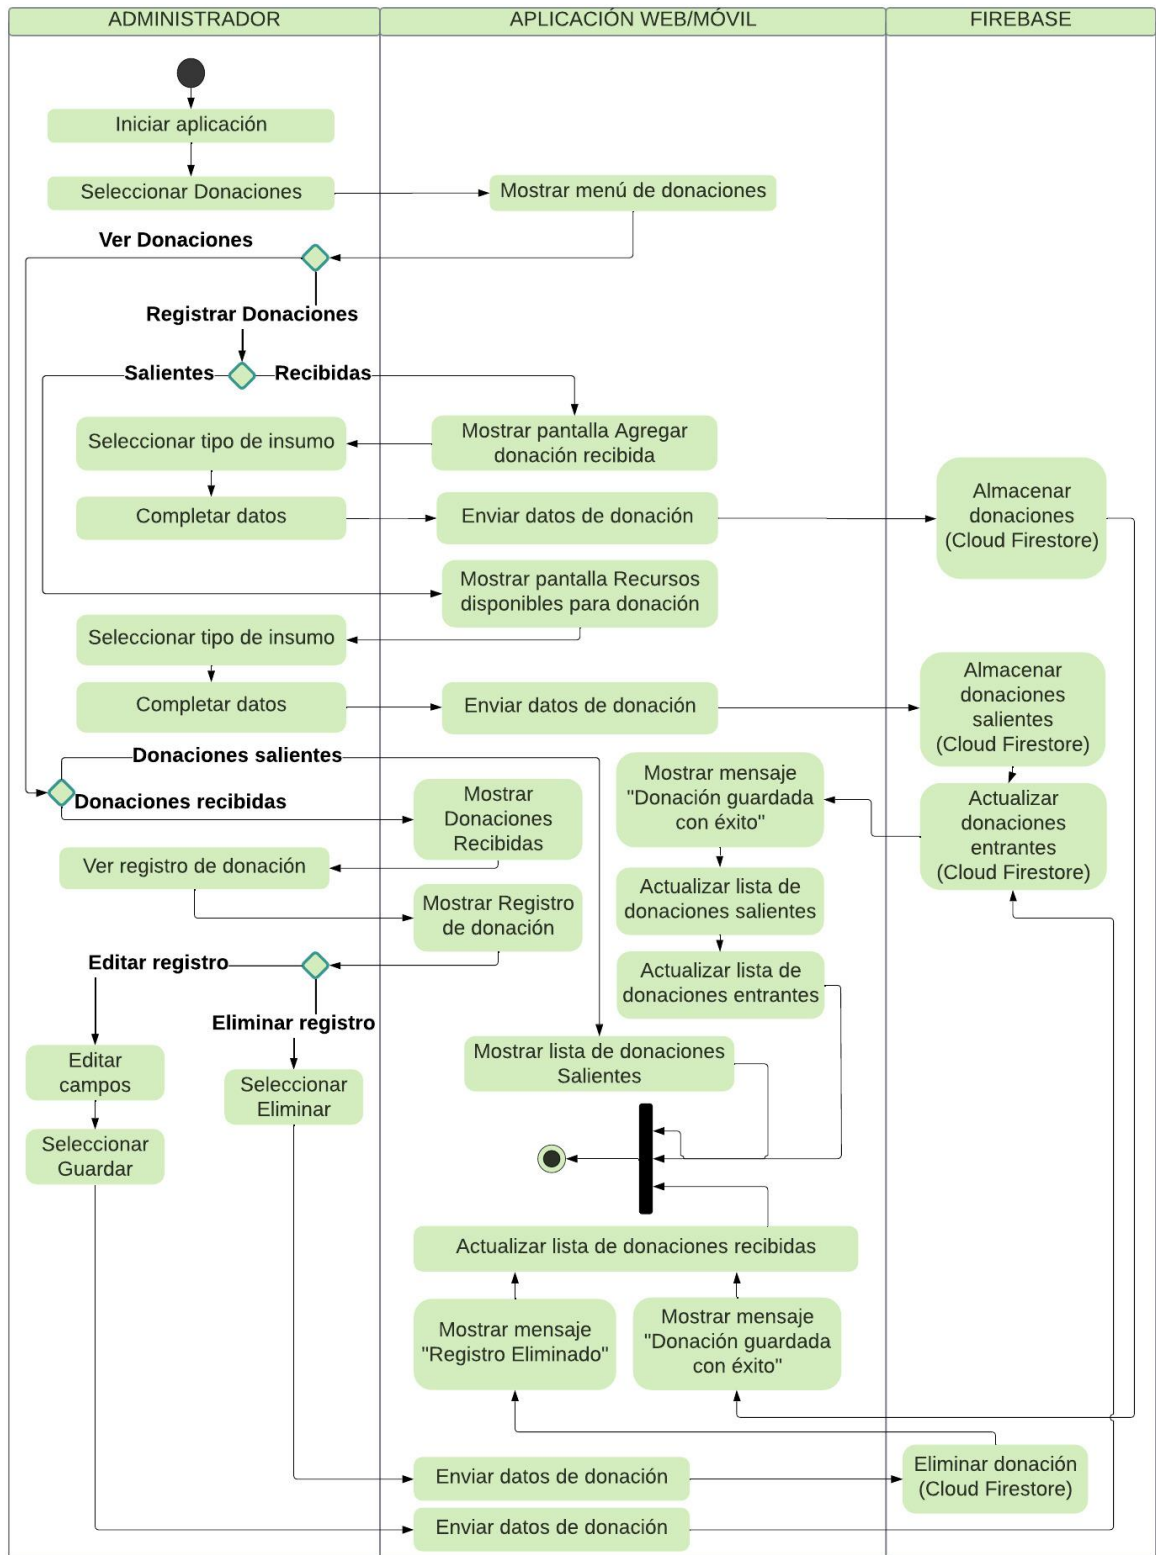 ADMINISTRADOR
APLICACIÓN WEB/MÓVIL
FIREBASE
Iniciar aplicación
Seleccionar Donaciones
Mostrar menú de donaciones
Ver Donaciones
Registrar Donaciones
Salientes
Recibidas
Seleccionar tipo de insumo
Mostrar pantalla Agregar
donación recibida
Completar datos
Enviar datos de donación
Almacenar
donaciones
(Cloud Firestore)
Mostrar pantalla Recursos
disponibles para donación
Seleccionar tipo de insumo
Completar datos
Enviar datos de donación
Almacenar
donaciones
salientes
(Cloud Firestore)
Donaciones salientes
Donaciones recibidas
Mostrar
Donaciones
Recibidas
Mostrar mensaje
"Donación guardada
con éxito"
Actualizar
donaciones
entrantes
(Cloud Firestore)
Ver registro de donación
Mostrar Registro
de donación
Actualizar lista de
donaciones salientes
Editar registro
Actualizar lista de
donaciones entrantes
Eliminar registro
Editar
campos
Seleccionar
Eliminar
Mostrar lista de donaciones
Salientes
Seleccionar
Guardar
Actualizar lista de donaciones recibidas
Mostrar mensaje
"Registro Eliminado"
Mostrar mensaje
"Donación guardada
con éxito"
Enviar datos de donación
Eliminar donación
(Cloud Firestore)
Enviar datos de donación